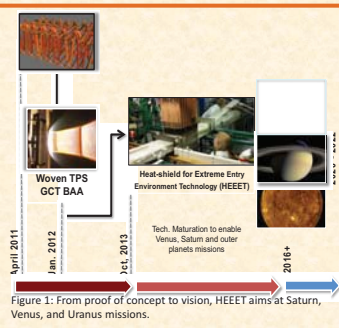 Woven TPS
GCT BAA
Heat-shield for Extreme Entry
Environment Technology (HEEET)
Tech. Maturation to enable
Venus, Saturn and outer
planets missions
April 2011
Jan. 2012
Oct, 2013
2016+
Figure 1: From proof of concept to vision, HEEET aims at Saturn,
Venus, and Uranus missions.